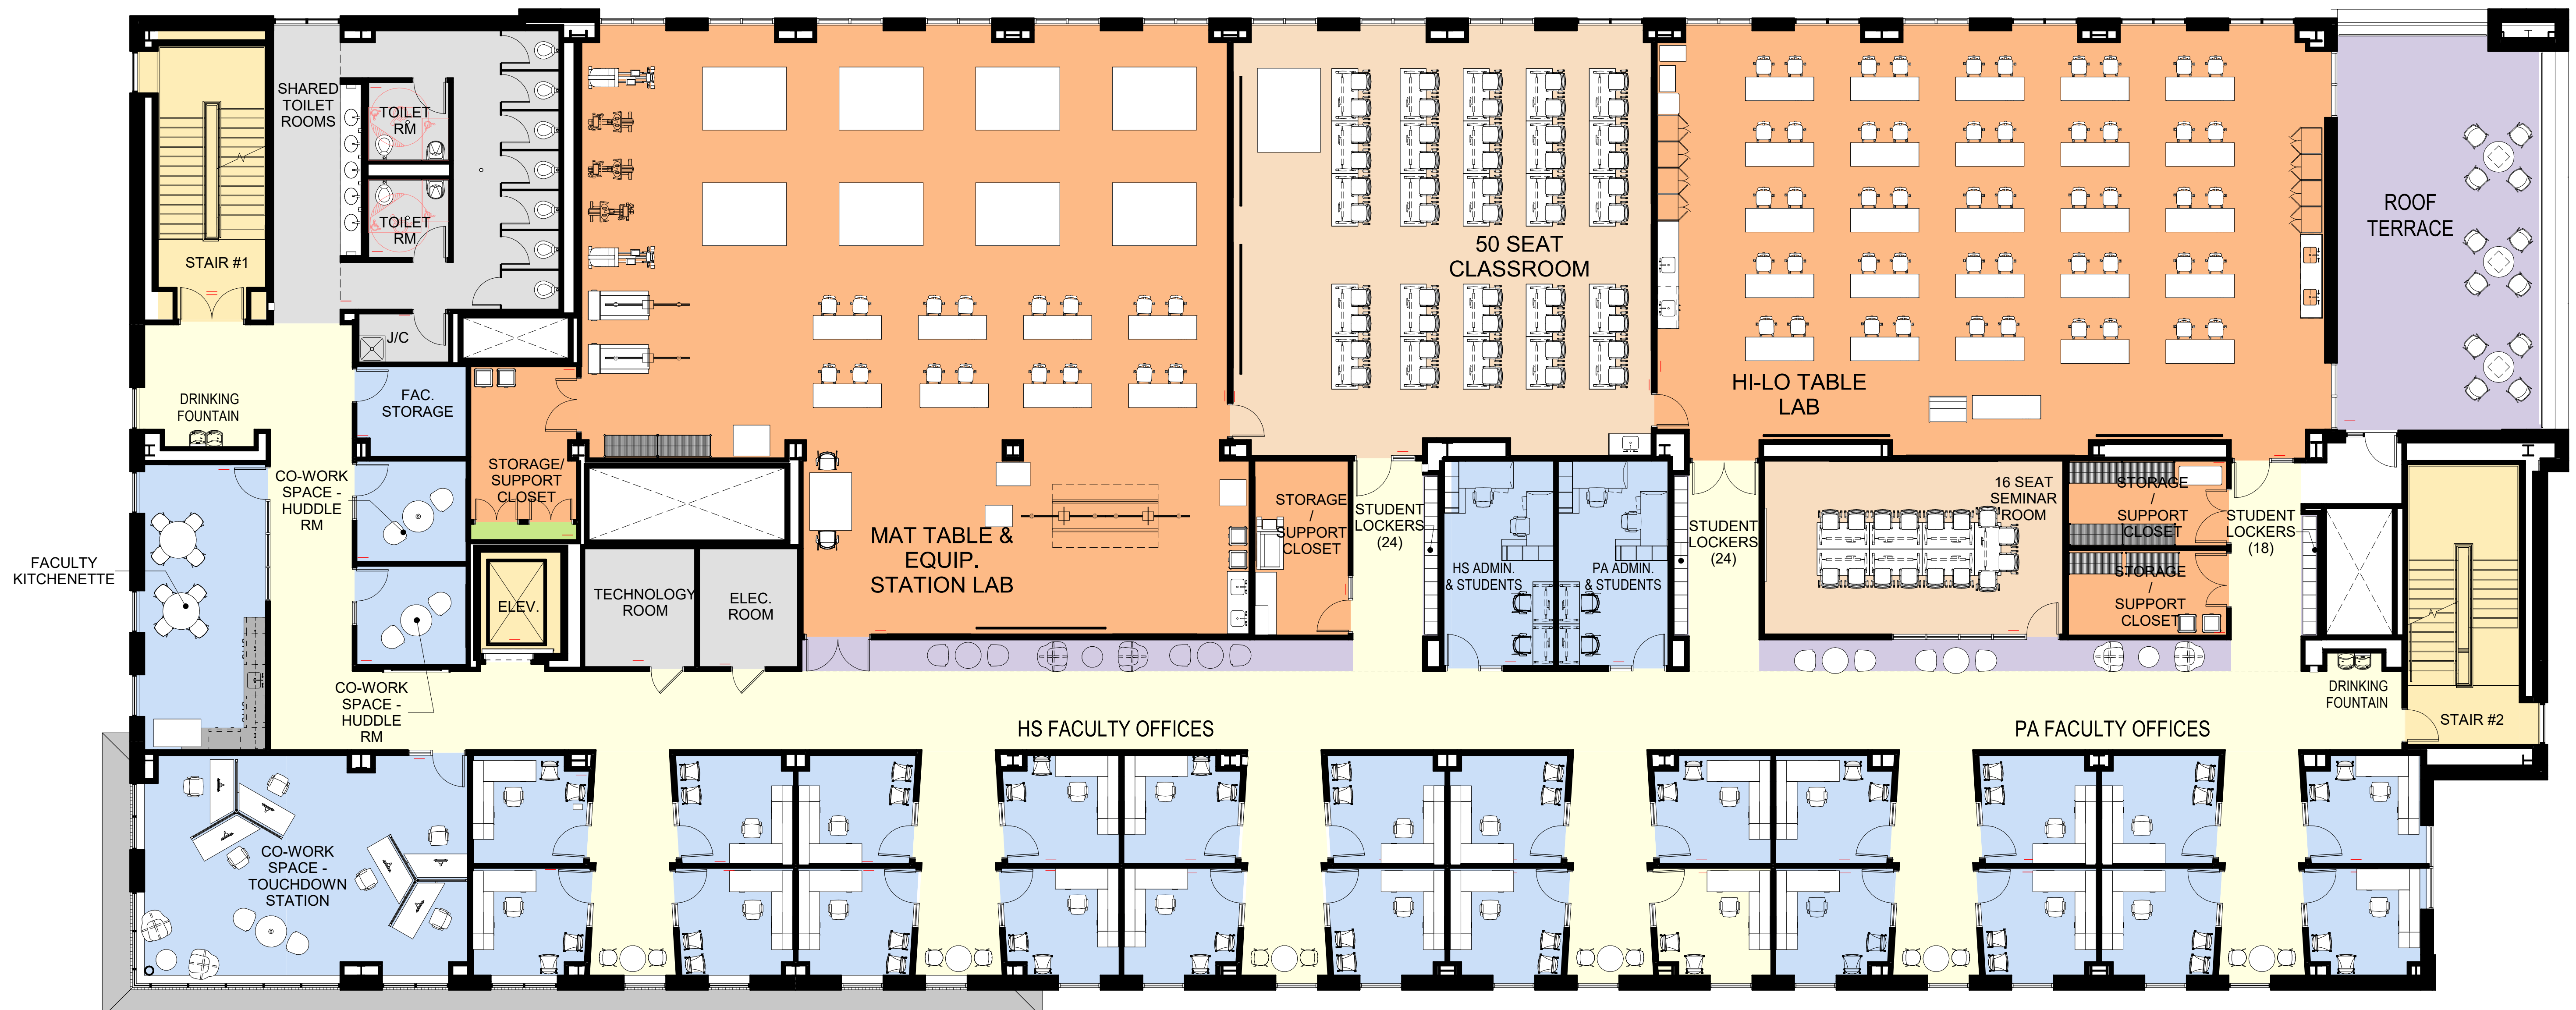 SHARED
TOILET
ROOMS
TOILET
RM
TOILET
RM
STAIR #1
J/C
DRINKING
FOUNTAIN
FAC.
STORAGE
CO-WORK
SPACE -
HUDDLE
RM
STORAGE/
SUPPORT
CLOSET
FACULTY
KITCHENETTE
ELEV.
TECHNOLOGY
ROOM
ELEC.
ROOM
CO-WORK
SPACE -
HUDDLE
RM
CO-WORK
SPACE -
TOUCHDOWN
STATION
MAT TABLE &
EQUIP.
STATION LAB
STORAGE
/
SUPPORT
CLOSET
50 SEAT
CLASSROOM
STUDENT
LOCKERS
(24)
HS ADMIN.
& STUDENTS
PA ADMIN.
& STUDENTS
STUDENT
LOCKERS
(24)
HI-LO TABLE
LAB
16 SEAT
SEMINAR
ROOM
STORAGE
/
SUPPORT
CLOSET
STORAGE
/
SUPPORT
CLOSET
STUDENT
LOCKERS
(18)
ROOF
TERRACE
DRINKING
FOUNTAIN
STAIR #2
HS FACULTY OFFICES
PA FACULTY OFFICES